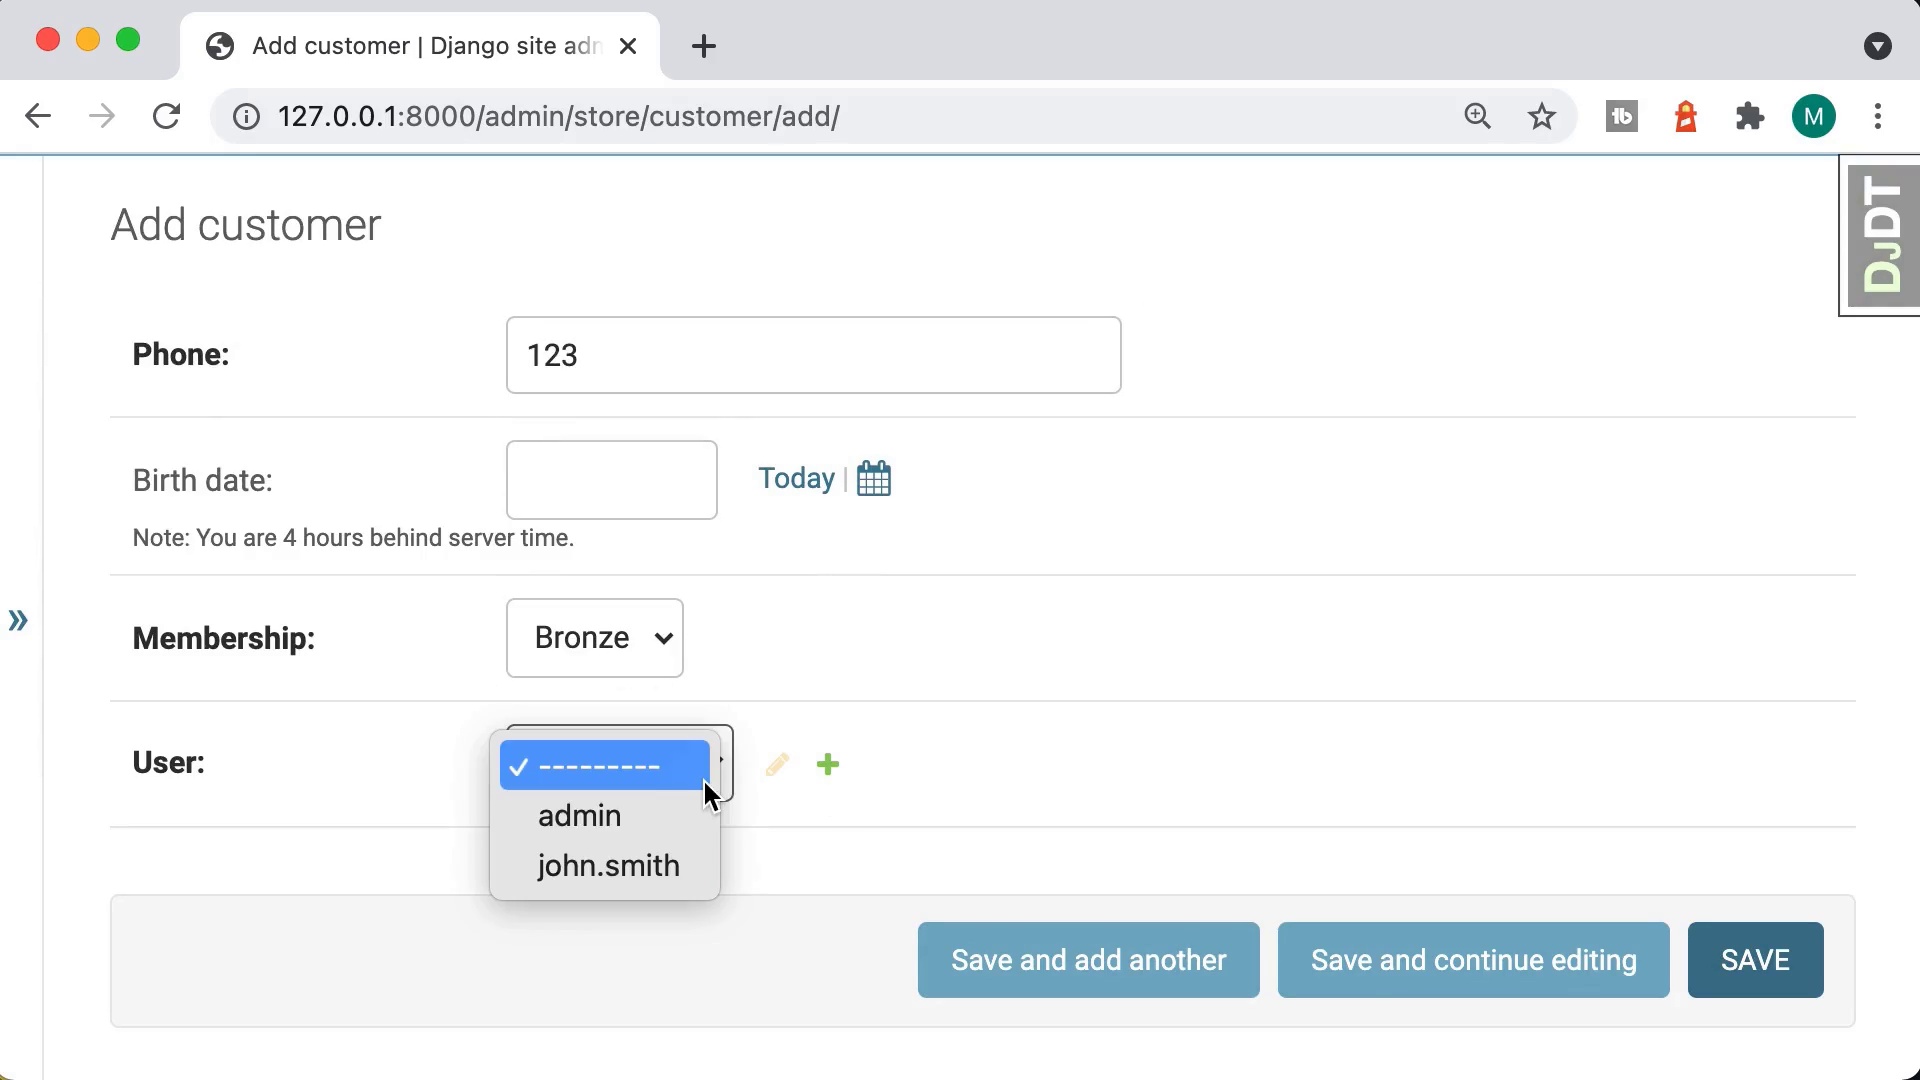 Add customer | Django site adn
127.0.0.1:8000/admin/store/customer/add/
M
DJDT
Add customer
Phone:
123
Birth date:
Today |
Note: You are 4 hours behind server time.
»
Membership:
Bronze
User:
---------
admin
john.smith
Save and add another
Save and continue editing
SAVE